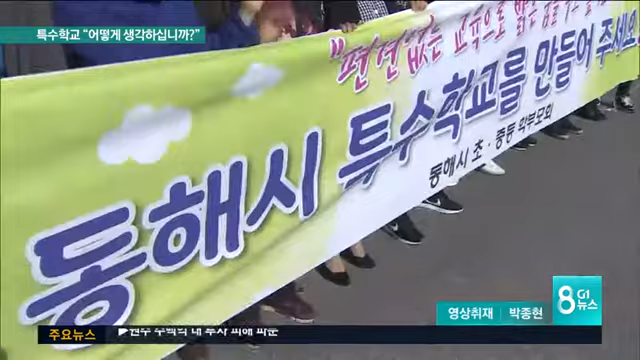 특수학교 “어떻게 생각하십니까?”
"편견없는 교육으로
동해시 특수학교를 만들어 주세요
동해시 초·중등 학부모회
영상취재 박종현
8 G1 뉴스
주요뉴스